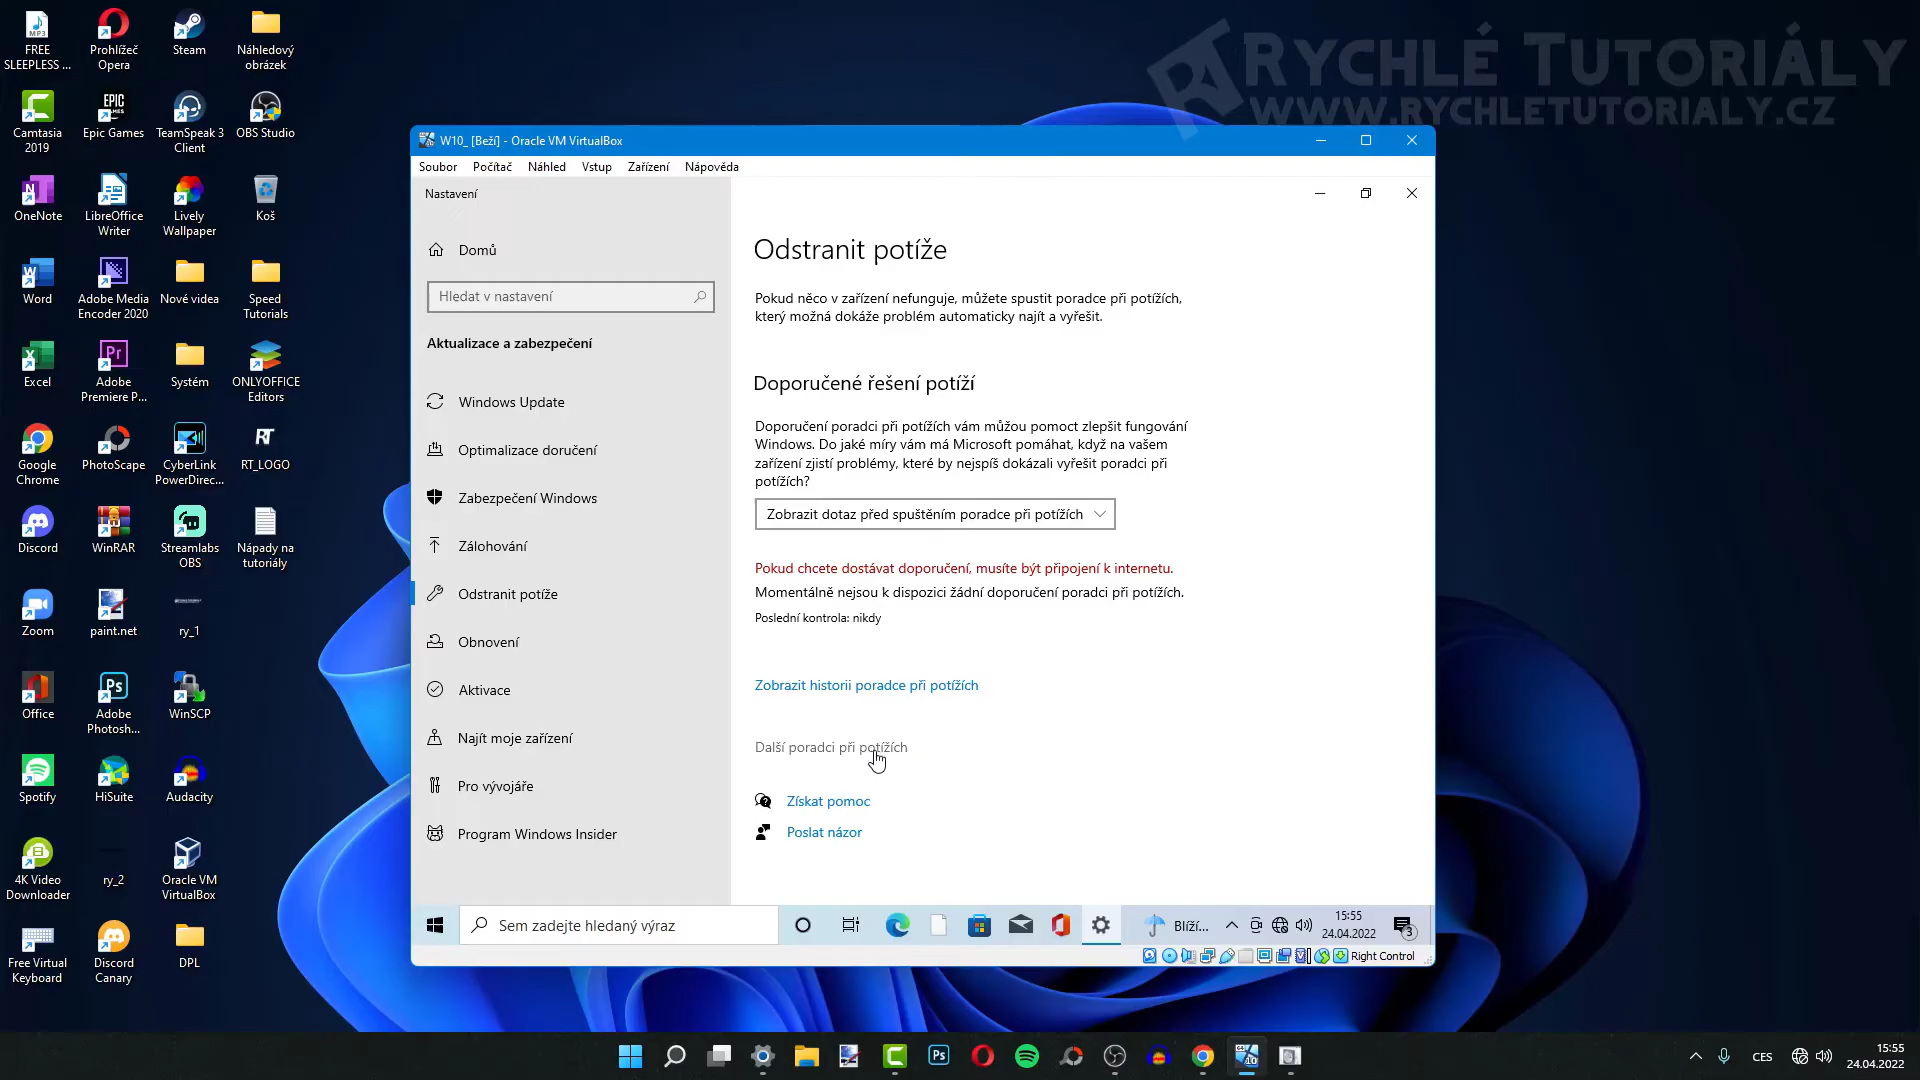 RYCHLÉ TUTORIÁLY
WWW.RYCHLETUTORIALY.CZ
FREE
SLEEPLESS ...
Prohlížeč
Opera
Steam
Náhledový
obrázek
Camtasia
2019
Epic Games
TeamSpeak 3
Client
OBS Studio
OneNote
LibreOffice
Writer
Lively
Wallpaper
Koš
Word
Adobe Media
Encoder 2020
Nové videa
Speed
Tutorials
Excel
Adobe
Premiere P...
Systém
ONLYOFFICE
Editors
Google
Chrome
PhotoScape
CyberLink
PowerDirec...
RT_LOGO
Discord
WinRAR
Streamlabs
OBS
Nápady na
tutoriály
Zoom
paint.net
ry_1
Office
Adobe
Photosh...
WinSCP
Spotify
HiSuite
Audacity
4K Video
Downloader
ry_2
Oracle VM
VirtualBox
Free Virtual
Keyboard
Discord
Canary
DPL
W10_ [Beží] - Oracle VM VirtualBox
Soubor Počítač Náhled Vstup Zařízení Nápověda
Nastavení
Domů
Hledat v nastavení
Aktualizace a zabezpečení
Windows Update
Optimalizace doručení
Zabezpečení Windows
Zálohování
Odstranit potíže
Obnovení
Aktivace
Najít moje zařízení
Pro vývojáře
Program Windows Insider
Odstranit potíže
Pokud něco v zařízení nefunguje, můžete spustit poradce při potížích,
který možná dokáže problém automaticky najít a vyřešit.
Doporučené řešení potíží
Doporučení poradci při potížích vám můžou pomoct zlepšit fungování
Windows. Do jaké míry vám má Microsoft pomáhat, když na vašem
zařízení zjistí problémy, které by nejspíš dokázali vyřešit poradci při
potížích?
Zobrazit dotaz před spuštěním poradce při potížích
Pokud chcete dostávat doporučení, musíte být připojení k internetu.
Momentálně nejsou k dispozici žádní doporučení poradci při potížích.
Poslední kontrola: nikdy
Zobrazit historii poradce při potížích
Další poradci při potížích
Získat pomoc
Poslat názor
Sem zadejte hledaný výraz
Blíží...
15:55
24.04.2022
3
Right Control
CES
15:55
24.04.2022